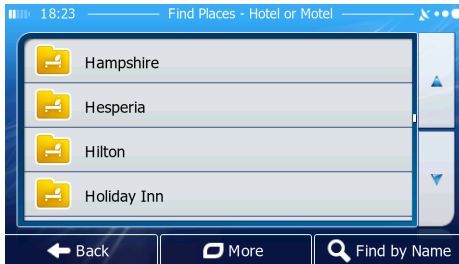 18:23 Find Places - Hotel or Motel
Hampshire
Hesperia
Hilton
Holiday Inn
Back More Find by Name